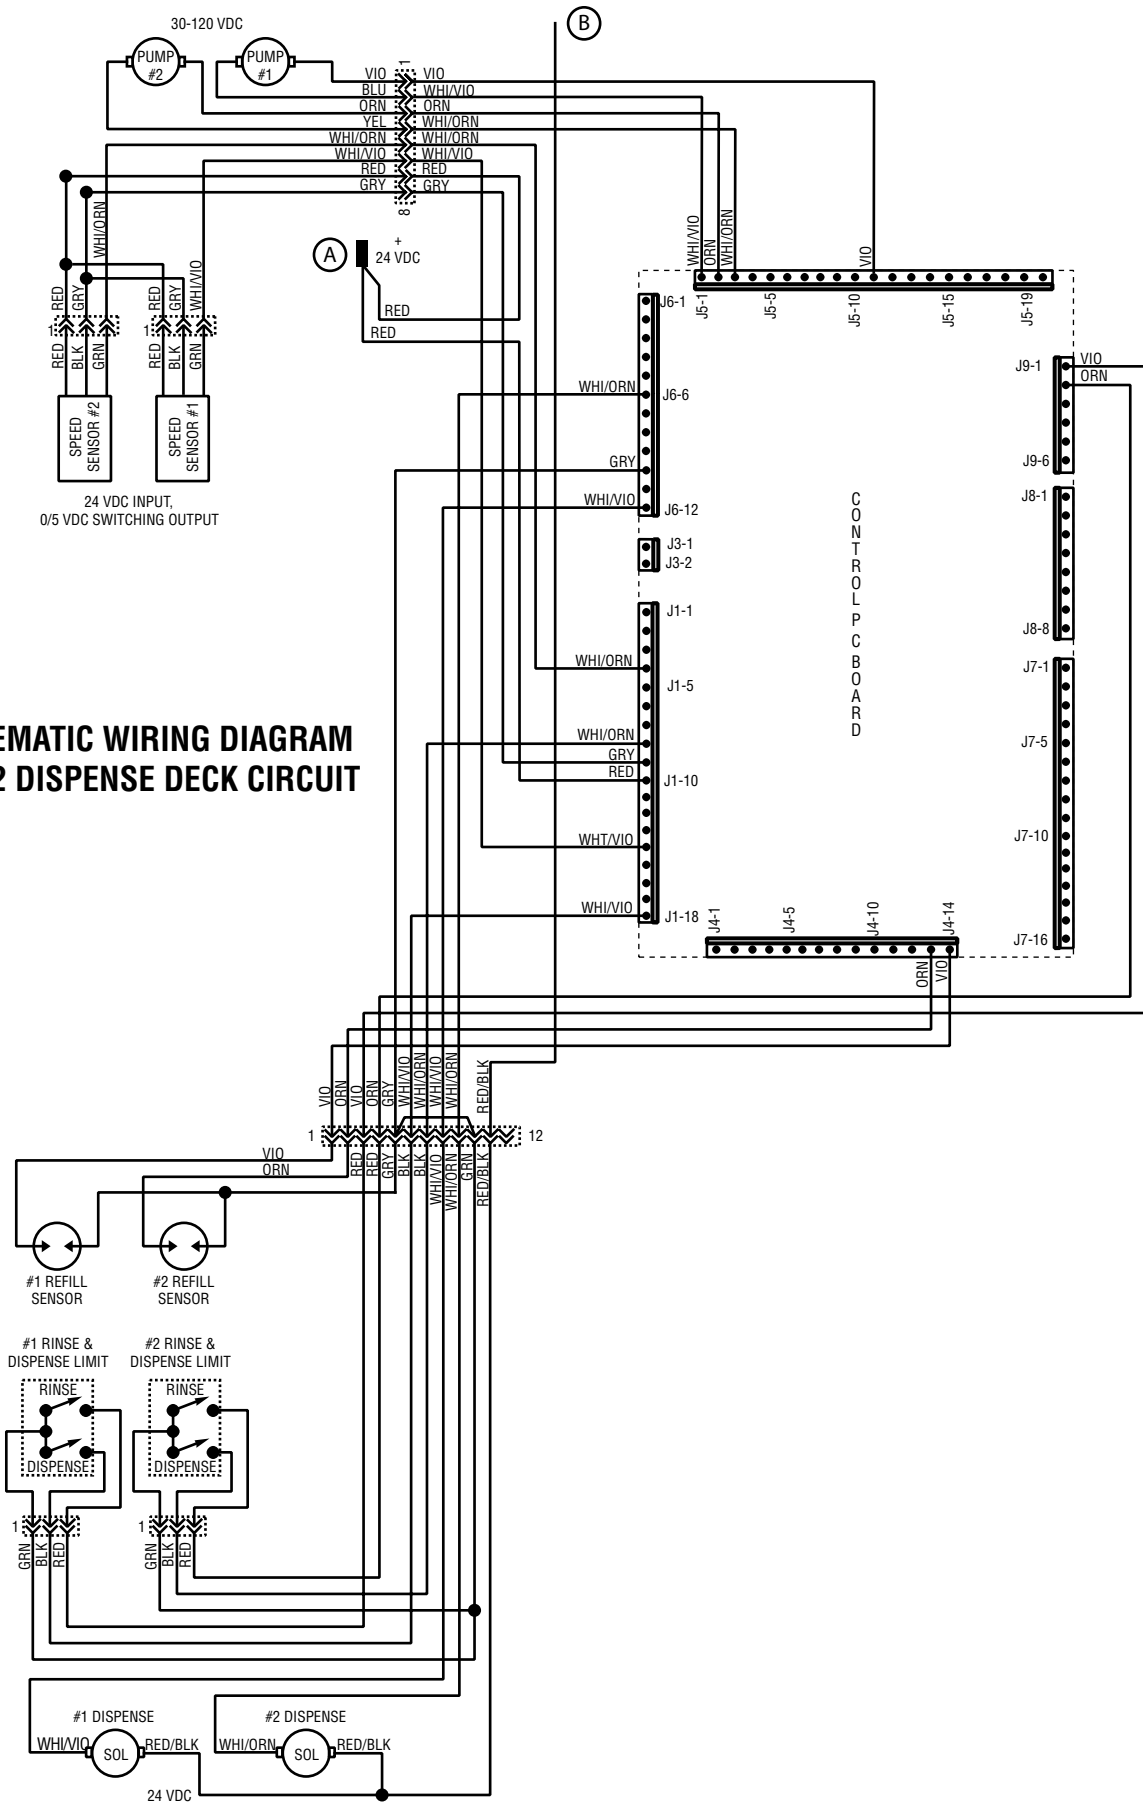 30-120 VDC
B
PUMP #2
PUMP #1
1
VIO VIO
BLU WHI/VIO
ORN ORN
YEL WHI/ORN
WHI/ORN WHI/ORN
WHI/VIO WHI/VIO
RED RED
GRY GRY
8
WHI/ORN
WHI/VIO
A
+
24 VDC
RED
RED
RED GRY
RED GRY
1 1
RED BLK GRN
RED BLK GRN
SPEED SENSOR #2
SPEED SENSOR #1
24 VDC INPUT,
0/5 VDC SWITCHING OUTPUT
WHI/VIO ORN WHI/ORN VIO
J5-1 J5-5 J5-10 J5-15 J5-19
J6-1
WHI/ORN J6-6
GRY
WHI/VIO J6-12
J3-1
J3-2
J1-1
WHI/ORN
J1-5
WHI/ORN
GRY
RED J1-10
WHT/VIO
WHI/VIO J1-18
CONTROL PC BOARD
J9-1 VIO
ORN
J9-6
J8-1
J8-8
J7-1
J7-5
J7-10
J7-16
J4-1 J4-5 J4-10 J4-14
ORN VIO
EMATIC WIRING DIAGRAM
2 DISPENSE DECK CIRCUIT
VIO ORN VIO ORN GRY WHI/VIO WHI/ORN WHI/VIO WHI/ORN RED/BLK
1 12
VIO
ORN
RED RED GRY BLK BLK WHI/VIO WHI/ORN GRN RED/BLK
#1 REFILL
SENSOR
#2 REFILL
SENSOR
#1 RINSE &
DISPENSE LIMIT
#2 RINSE &
DISPENSE LIMIT
RINSE RINSE
DISPENSE DISPENSE
1 1
GRN BLK RED
GRN BLK RED
#1 DISPENSE #2 DISPENSE
WHI/VIO SOL RED/BLK WHI/ORN SOL RED/BLK
24 VDC